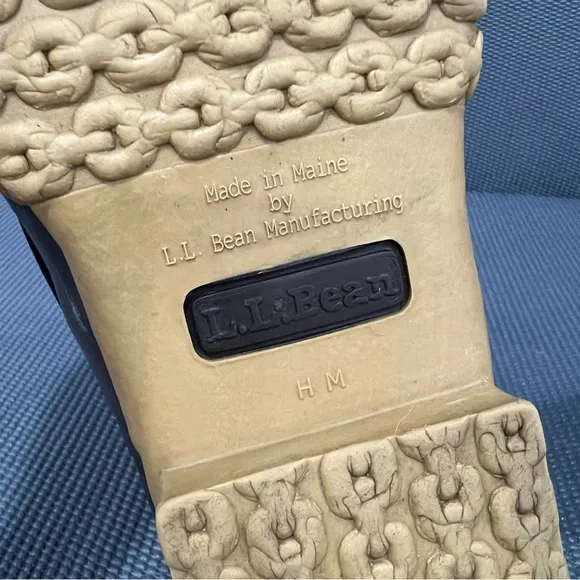 Made in Maine
by
L.L. Bean Manufacturing
L.L.Bean
H M